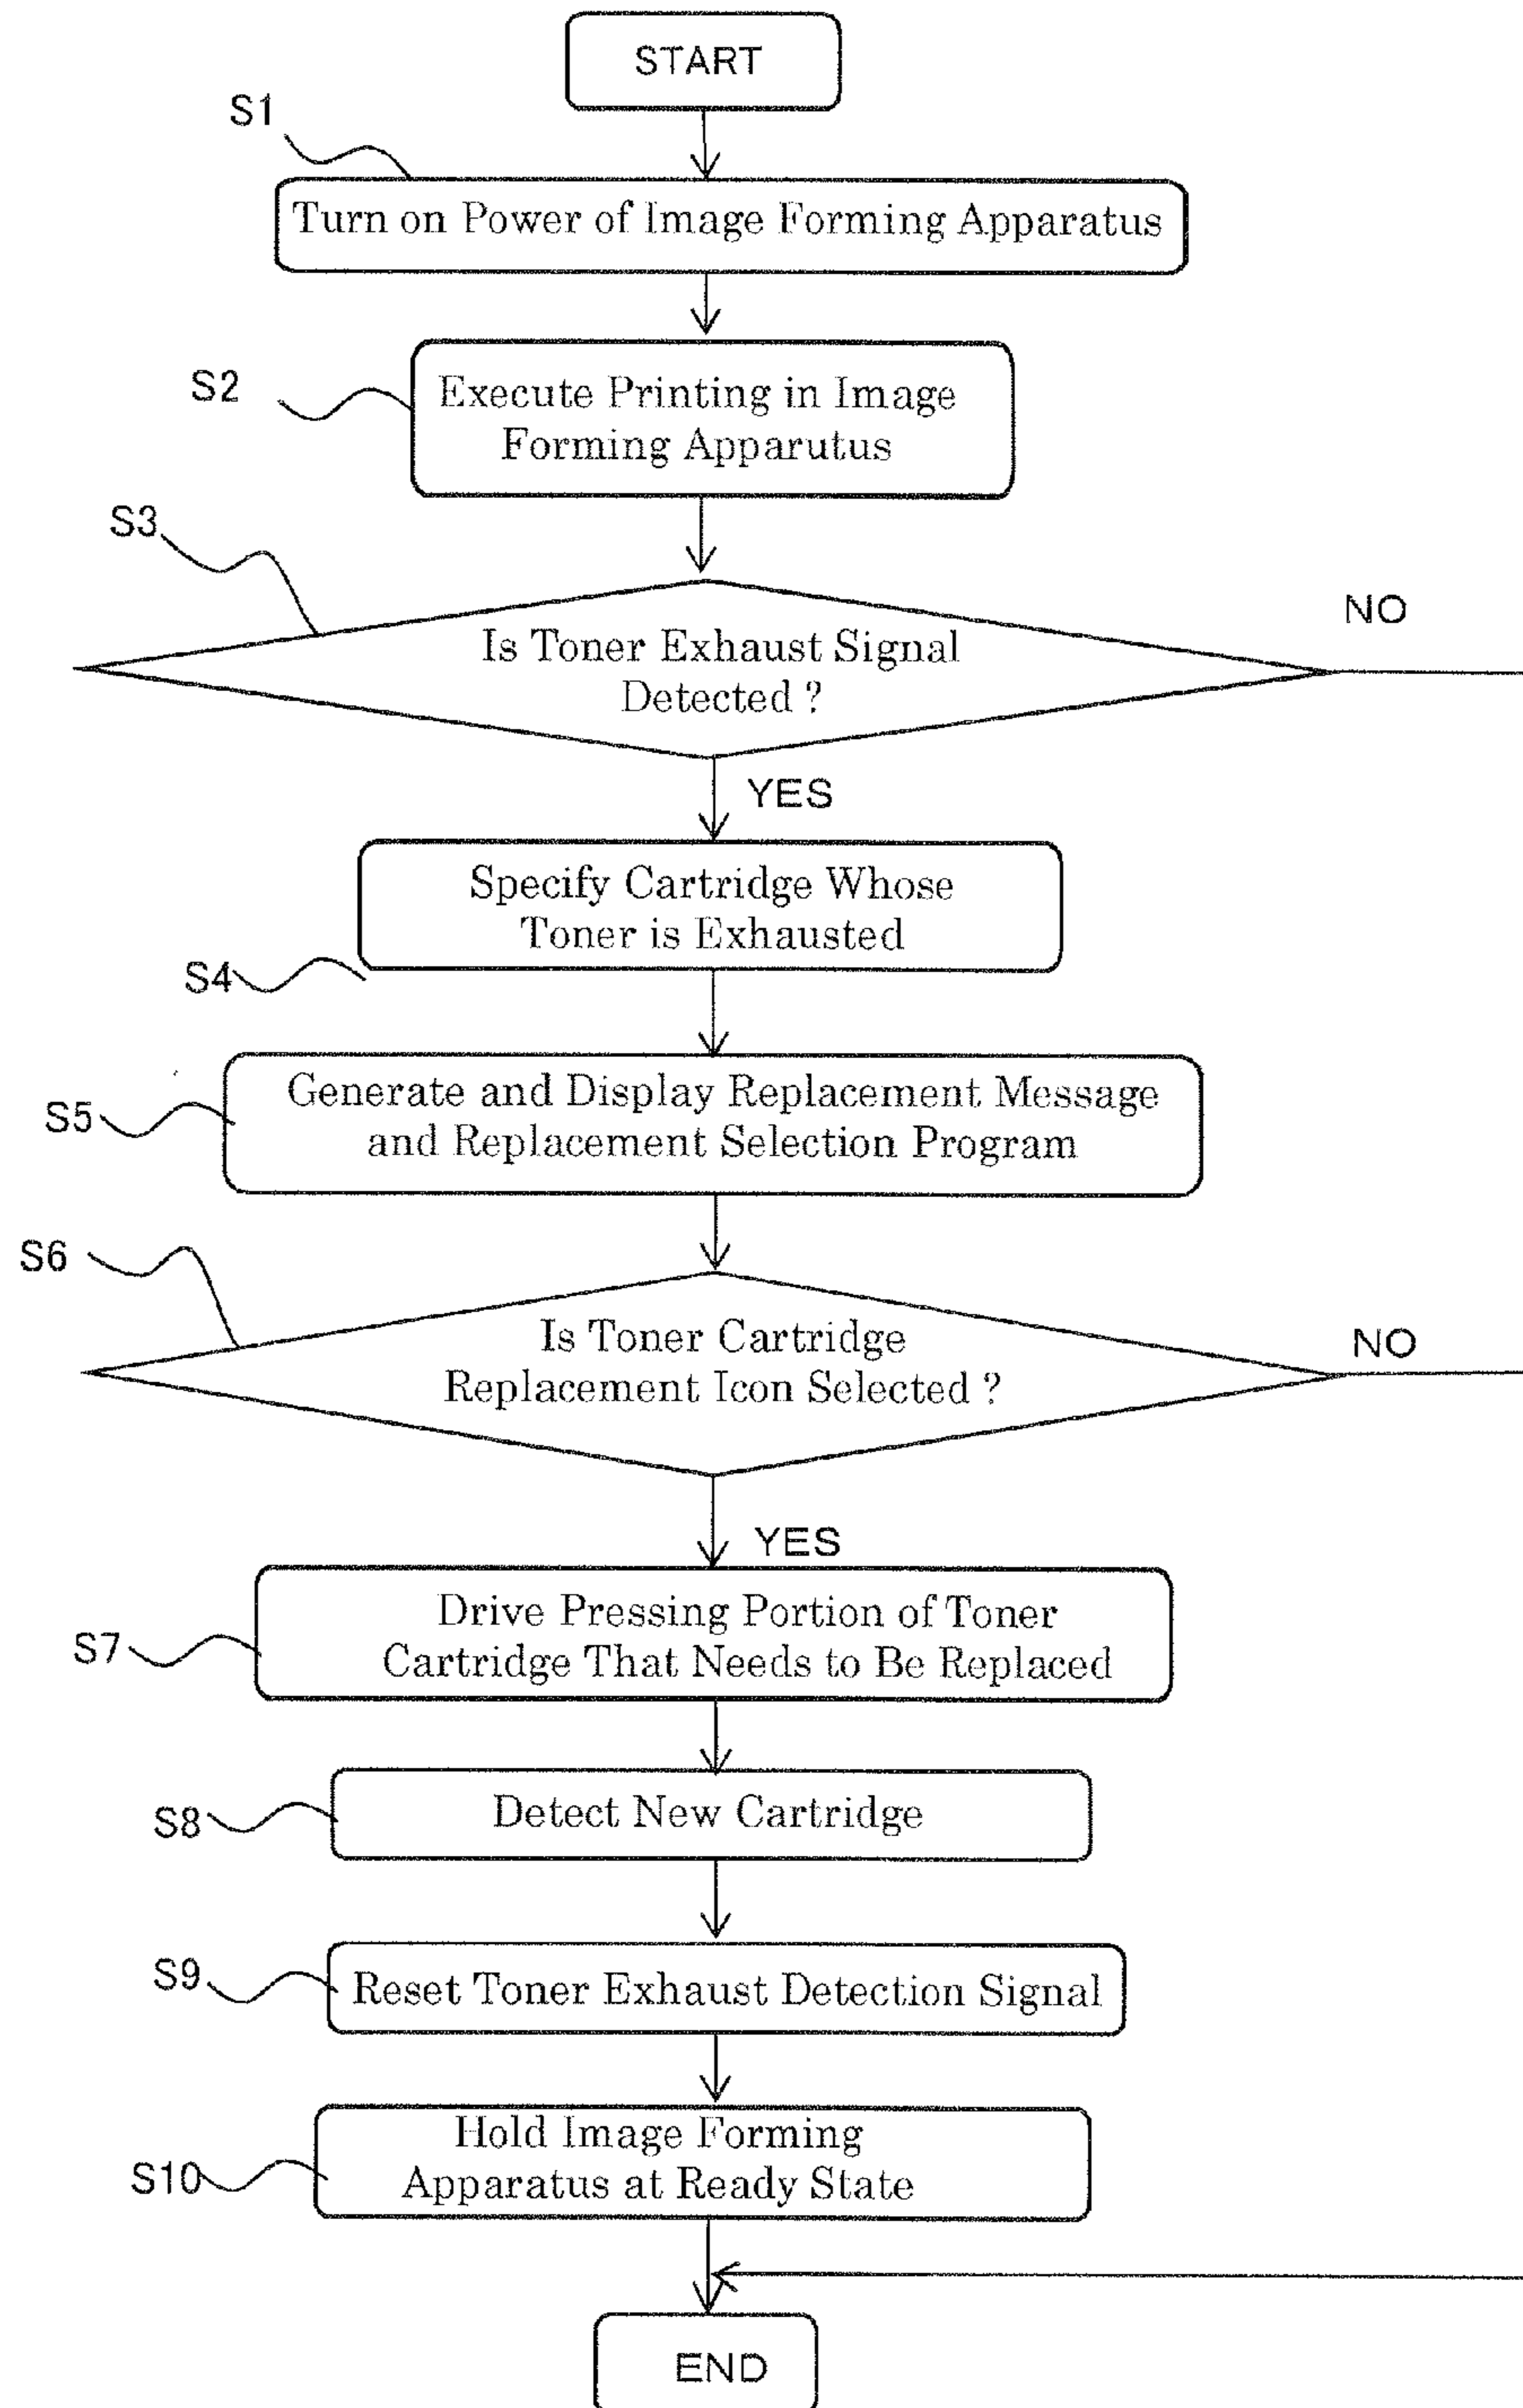 START
S1
Turn on Power of Image Forming Apparatus
S2
Execute Printing in Image
Forming Apparutus
S3
NO
Is Toner Exhaust Signal
Detected ?
YES
Specify Cartridge Whose
Toner is Exhausted
S4
Generate and Display Replacement Message
S5
and Replacement Selection Program
S6
Is Toner Cartridge
NO
Replacement Icon Selected ?
YES
Drive Pressing Portion of Toner
S7
Cartridge That Needs to Be Replaced
S8
Detect New Cartridge
S9
Reset Toner Exhaust Detection Signal
Hold Image Forming
S10
Apparatus at Ready State
END